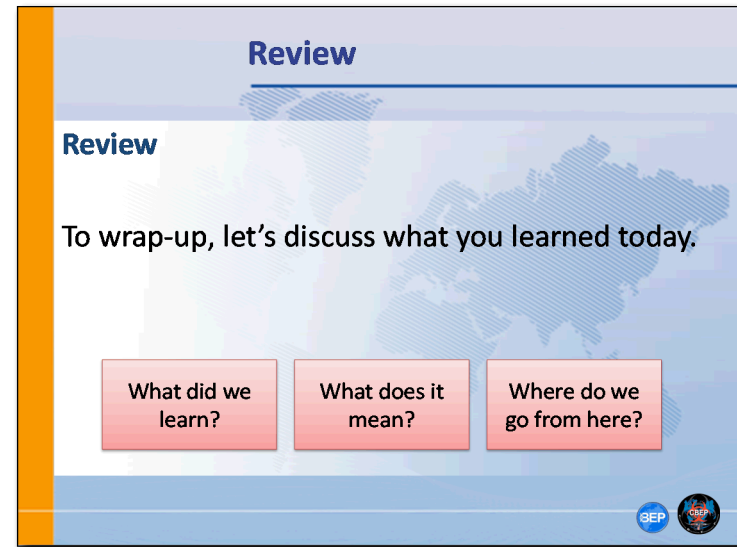 Review
Review
To wrap-up, let's discuss what you learned today.
What did we
learn?
What does it
mean?
Where do we
go from here?
BEP
CBEP